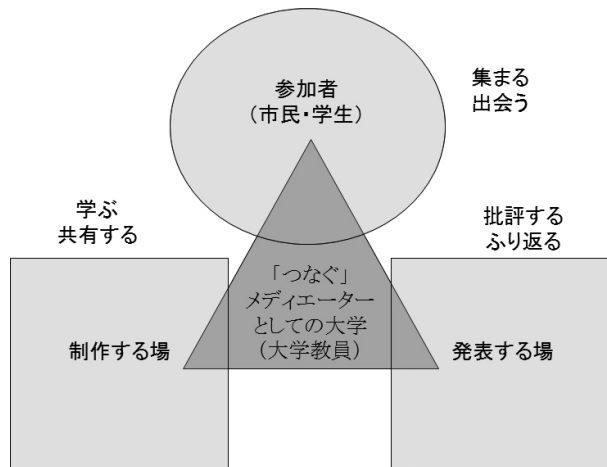 参加者
（市民・学生）
集まる
出会う
学ぶ
共有する
批評する
ふり返る
「つなぐ」
メディエーター
としての大学
（大学教員）
制作する場
発表する場